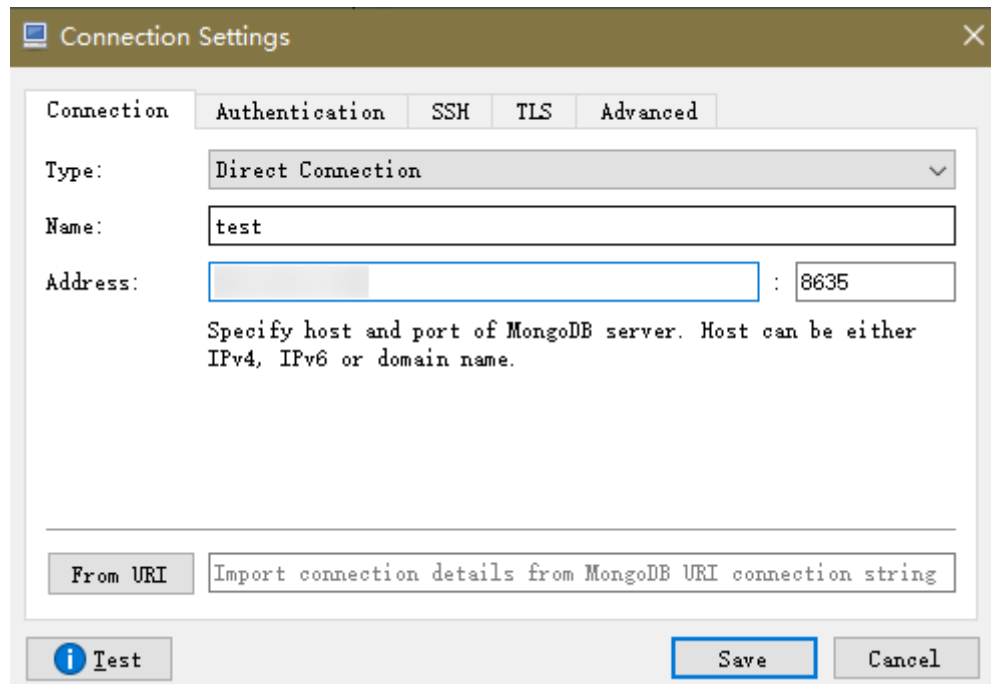 Connection Settings
Connection Authentication SSH TLS Advanced
Type: Direct Connection
Name: test
Address: : 8635
Specify host and port of MongoDB server. Host can be either
IPv4, IPv6 or domain name.
From URI Import connection details from MongoDB URI connection string
Test Save Cancel